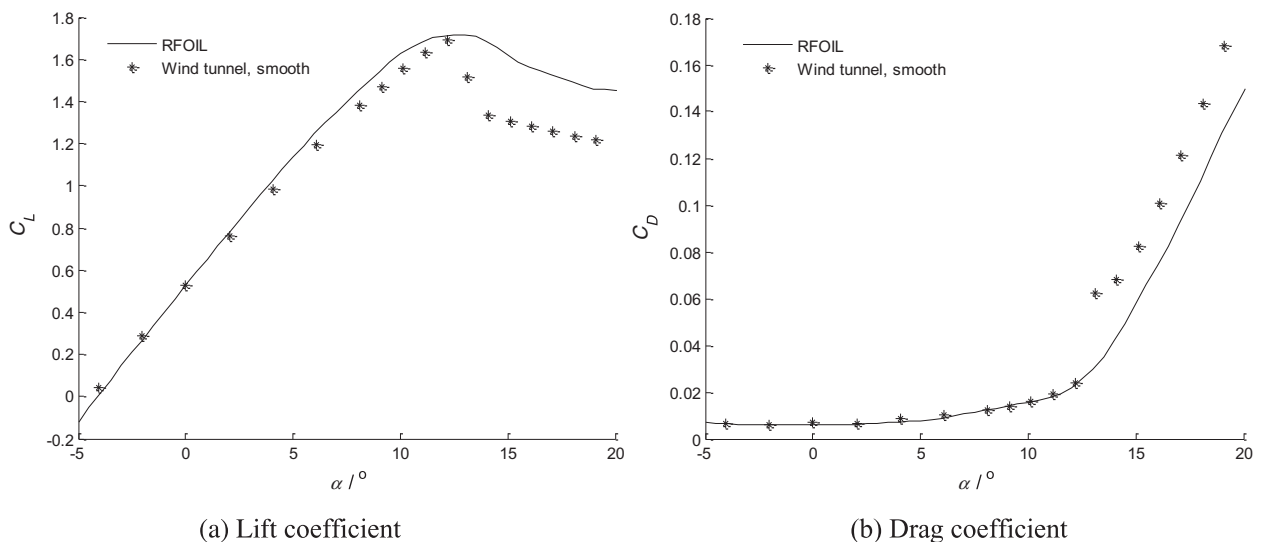 1.8
1.6
1.4
1.2
1
0.8
0.6
0.4
0.2
0
-0.2
C_L
RFOIL
Wind tunnel, smooth
-5 0 5 10 15 20
α / °
(a) Lift coefficient
0.18
0.16
0.14
0.12
0.1
0.08
0.06
0.04
0.02
0
C_D
RFOIL
Wind tunnel, smooth
-5 0 5 10 15 20
α / °
(b) Drag coefficient